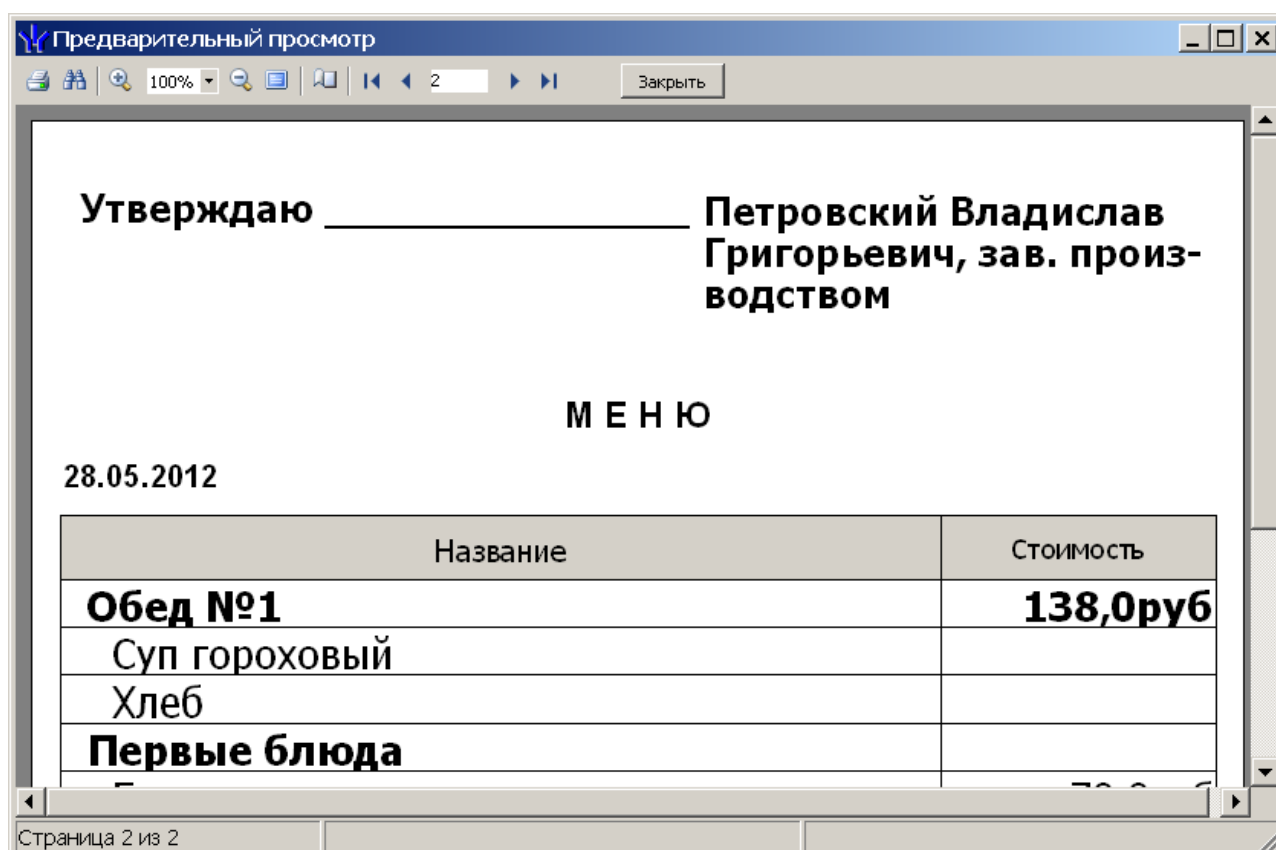 Предварительный просмотр
100%
2
Закрыть
Утверждаю ________________ Петровский Владислав
Григорьевич, зав. произ-
водством
М Е Н Ю
28.05.2012
Название Стоимость
Обед №1 138,0руб
Суп гороховый
Хлеб
Первые блюда
Страница 2 из 2